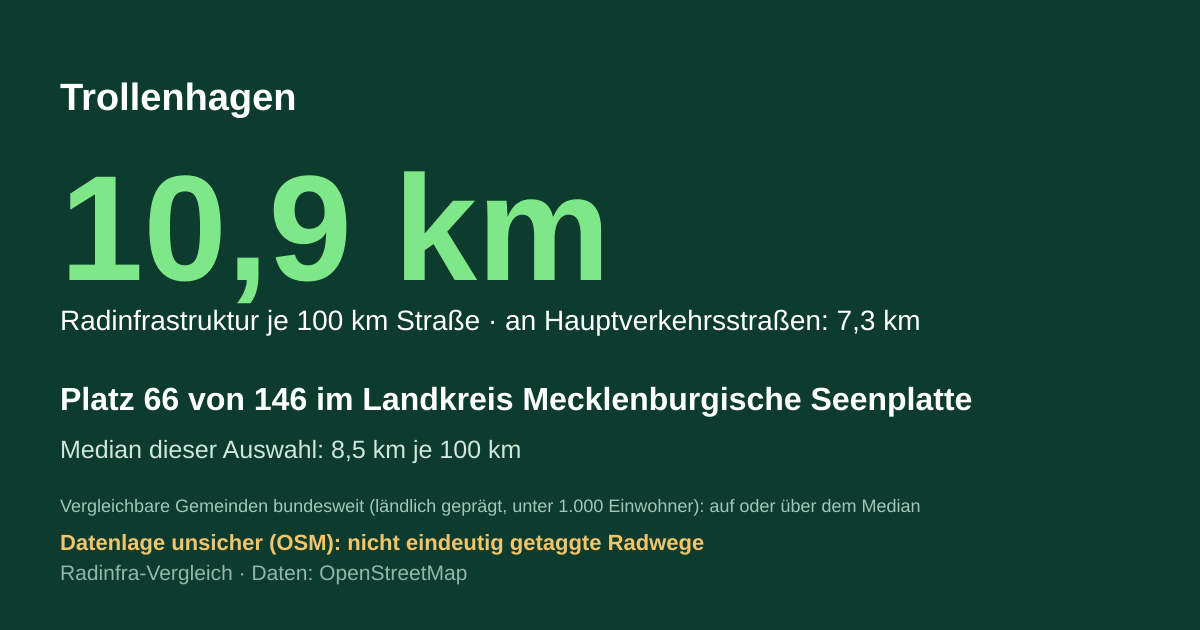 Trollenhagen
10,9 km
Radinfrastruktur je 100 km Straße · an Hauptverkehrsstraßen: 7,3 km
Platz 66 von 146 im Landkreis Mecklenburgische Seenplatte
Median dieser Auswahl: 8,5 km je 100 km
Vergleichbare Gemeinden bundesweit (ländlich geprägt, unter 1.000 Einwohner): auf oder über dem Median
Datenlage unsicher (OSM): nicht eindeutig getaggte Radwege
Radinfra-Vergleich · Daten: OpenStreetMap